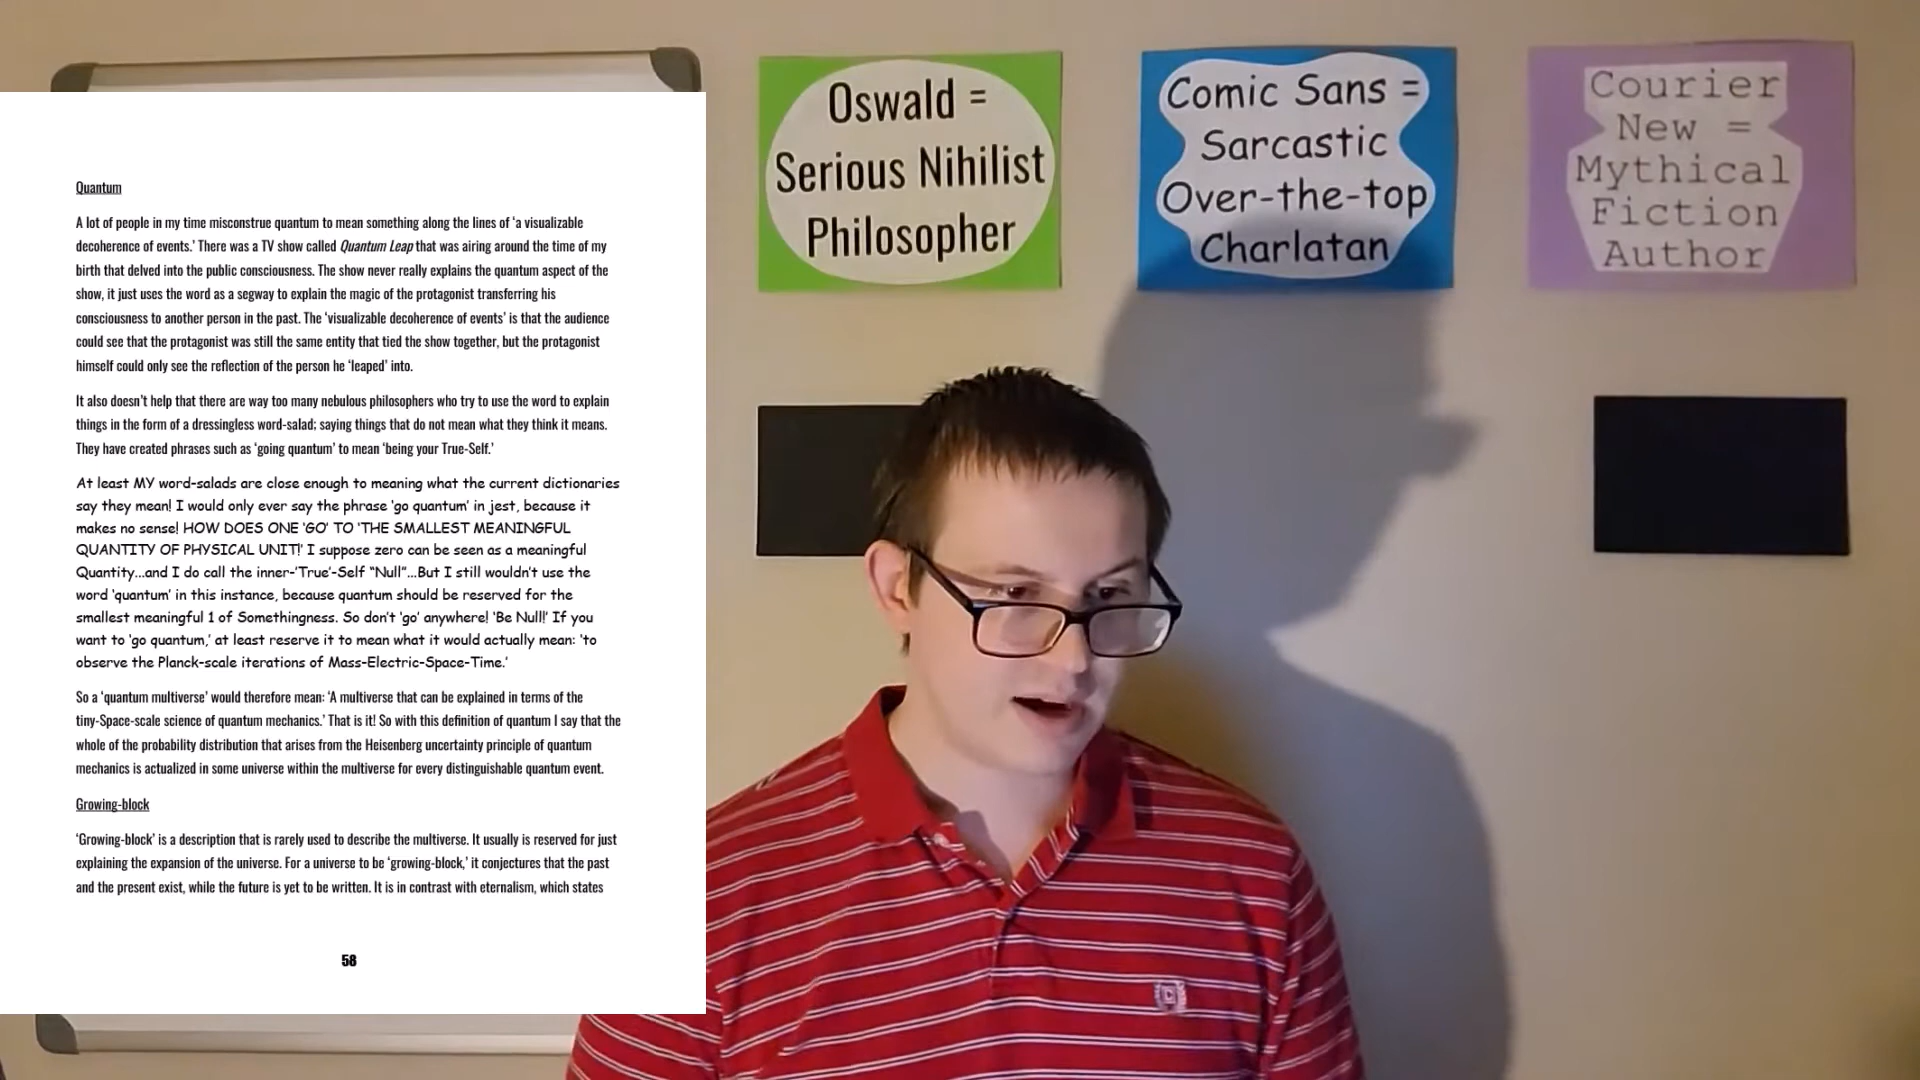 Quantum
A lot of people in my time misconstrue quantum to mean something along the lines of ‘a visualizable
decoherence of events.’ There was a TV show called Quantum Leap that was airing around the time of my
birth that delved into the public consciousness. The show never really explains the quantum aspect of the
show, it just uses the word as a segway to explain the magic of the protagonist transferring his
consciousness to another person in the past. The ‘visualizable decoherence of events’ is that the audience
could see that the protagonist was still the same entity that tied the show together, but the protagonist
himself could only see the reflection of the person he ‘leaped’ into.
It also doesn’t help that there are way too many nebulous philosophers who try to use the word to explain
things in the form of a dressingless word-salad; saying things that do not mean what they think it means.
They have created phrases such as ‘going quantum’ to mean ‘being your True-Self.’
At least MY word-salads are close enough to meaning what the current dictionaries
say they mean! I would only ever say the phrase ‘go quantum’ in jest, because it
makes no sense! HOW DOES ONE ‘GO’ TO ‘THE SMALLEST MEANINGFUL
QUANTITY OF PHYSICAL UNIT!’ I suppose zero can be seen as a meaningful
Quantity...and I do call the inner-‘True’-Self “Null”...But I still wouldn’t use the
word ‘quantum’ in this instance, because quantum should be reserved for the
smallest meaningful 1 of Somethingness. So don’t ‘go’ anywhere! ‘Be Null!’ If you
want to ‘go quantum,’ at least reserve it to mean what it would actually mean: ‘to
observe the Planck-scale iterations of Mass-Electric-Space-Time.’
So a ‘quantum multiverse’ would therefore mean: ‘A multiverse that can be explained in terms of the
tiny-Space-scale science of quantum mechanics.’ That is it! So with this definition of quantum I say that the
whole of the probability distribution that arises from the Heisenberg uncertainty principle of quantum
mechanics is actualized in some universe within the multiverse for every distinguishable quantum event.
Growing-block
‘Growing-block’ is a description that is rarely used to describe the multiverse. It usually is reserved for just
explaining the expansion of the universe. For a universe to be ‘growing-block,’ it conjectures that the past
and the present exist, while the future is yet to be written. It is in contrast with eternalism, which states
58
Oswald =
Serious Nihilist
Philosopher
Comic Sans =
Sarcastic
Over-the-top
Charlatan
Courier
New =
Mythical
Fiction
Author